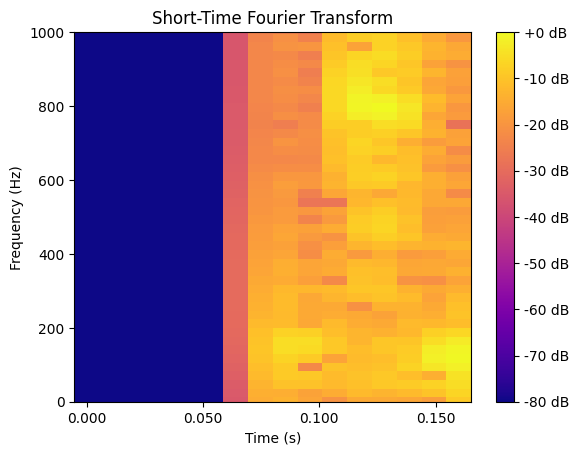 Short-Time Fourier Transform
Frequency (Hz)
1000
800
600
400
200
0
0.000
0.050
0.100
0.150
Time (s)
+0 dB
-10 dB
-20 dB
-30 dB
-40 dB
-50 dB
-60 dB
-70 dB
-80 dB